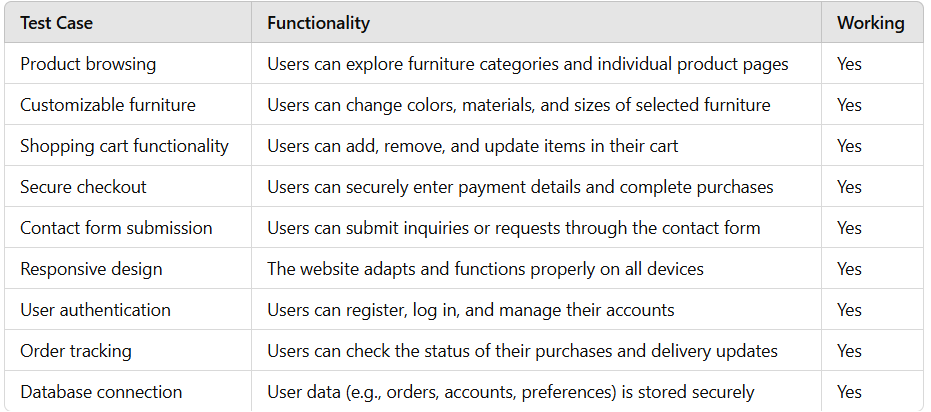 Test Case Functionality Working
Product browsing Users can explore furniture categories and individual product pages Yes
Customizable furniture Users can change colors, materials, and sizes of selected furniture Yes
Shopping cart functionality Users can add, remove, and update items in their cart Yes
Secure checkout Users can securely enter payment details and complete purchases Yes
Contact form submission Users can submit inquiries or requests through the contact form Yes
Responsive design The website adapts and functions properly on all devices Yes
User authentication Users can register, log in, and manage their accounts Yes
Order tracking Users can check the status of their purchases and delivery updates Yes
Database connection User data (e.g., orders, accounts, preferences) is stored securely Yes